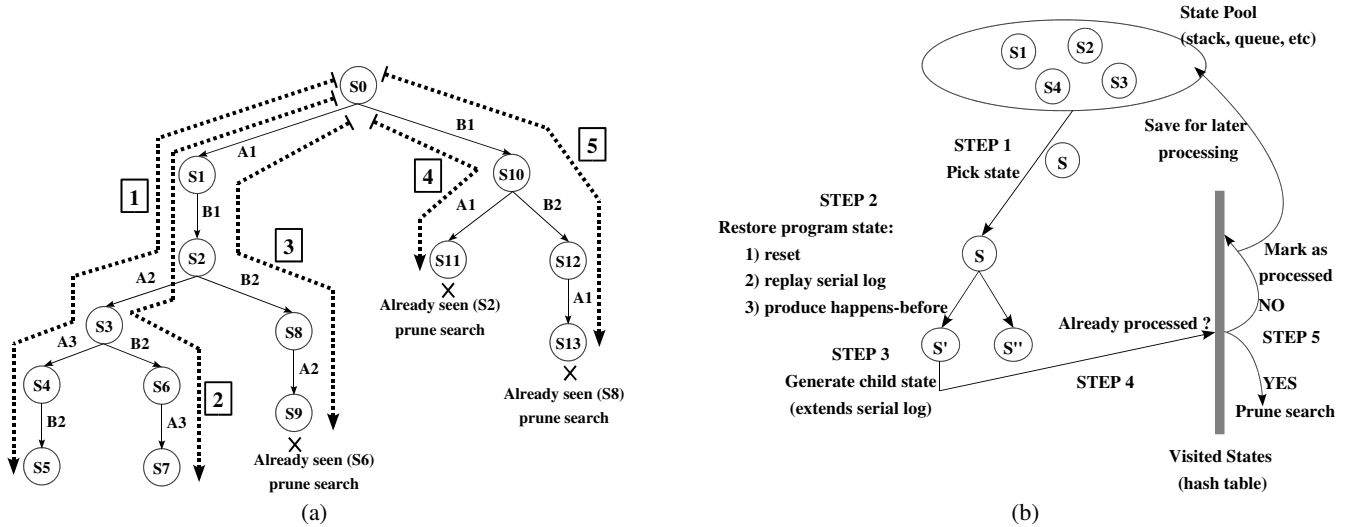 S0
A1
B1
5
1
S1
4
S10
B1
A1
B2
S2
3
S11
S12
A2
B2
Already seen (S2)
prune search
A1
S3
S8
S13
A3
B2
Already seen (S8)
prune search
S4
S6
A2
2
S9
B2
A3
Already seen (S6)
prune search
S5
S7
(a)
State Pool
(stack, queue, etc)
S1
S2
S4
S3
STEP 1
Pick state
S
Save for later
processing
STEP 2
Restore program state:
1) reset
2) replay serial log
3) produce happens-before
S
S'
S''
Mark as
processed
NO
Already processed ?
STEP 5
STEP 3
Generate child state
(extends serial log)
STEP 4
YES
Prune search
Visited States
(hash table)
(b)